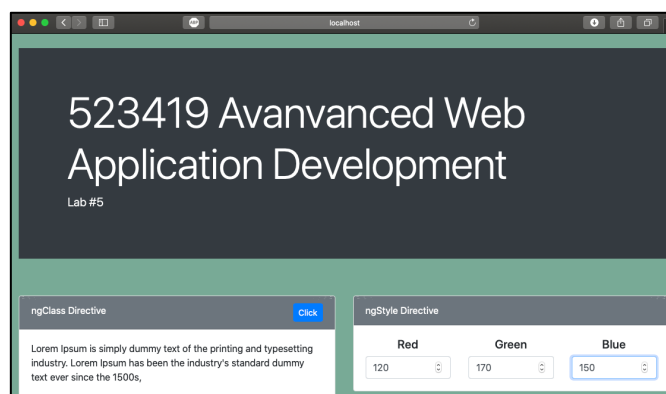 ABP
localhost
523419 Avanvanced Web
Application Development
Lab #5
ngClass Directive
Click
ngStyle Directive
Lorem Ipsum is simply dummy text of the printing and typesetting
industry. Lorem Ipsum has been the industry's standard dummy
text ever since the 1500s,
Red Green Blue
120 170 150